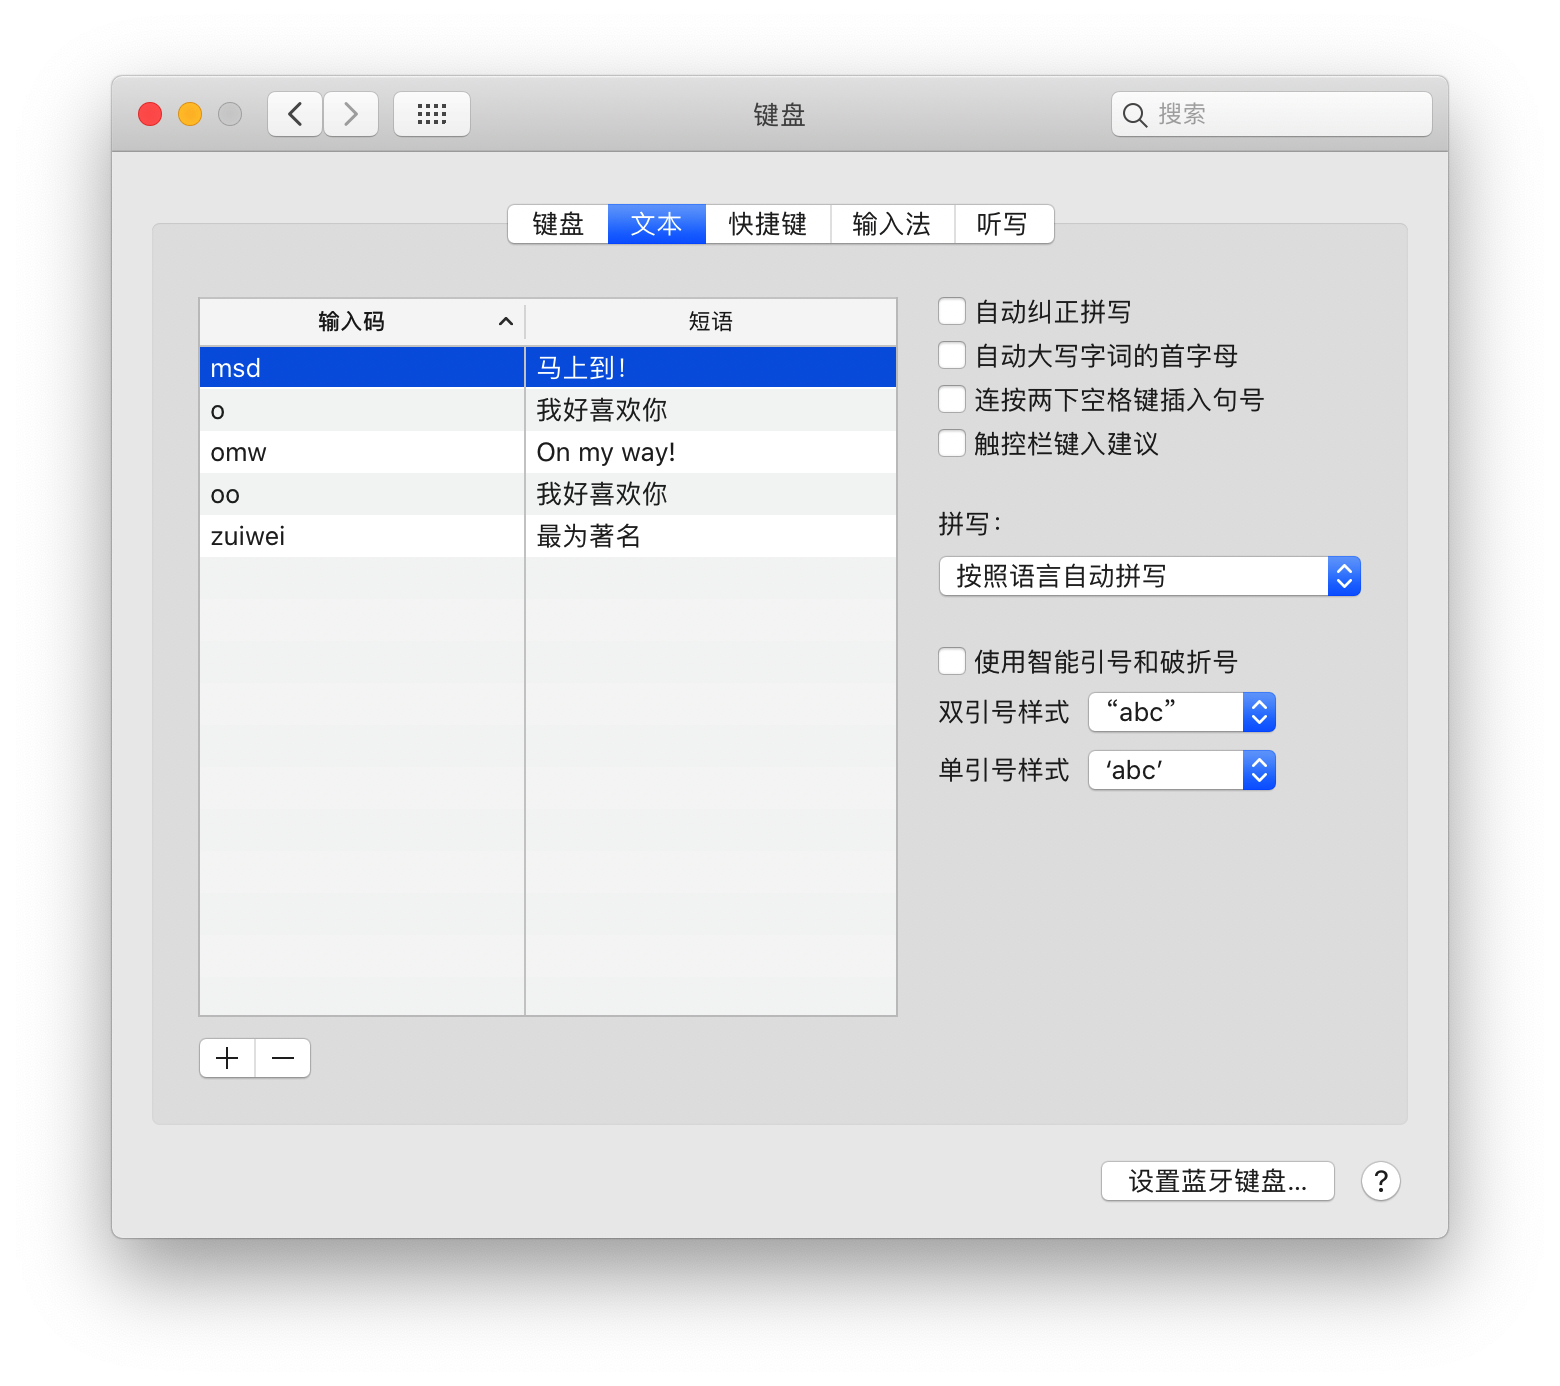 键盘
搜索
键盘 文本 快捷键 输入法 听写
输入码 短语
msd 马上到！
o 我好喜欢你
omw On my way!
oo 我好喜欢你
zuiwei 最为著名
自动纠正拼写
自动大写字词的首字母
连按两下空格键插入句号
触控栏键入建议
拼写：
按照语言自动拼写
使用智能引号和破折号
双引号样式 “abc”
单引号样式 ‘abc’
设置蓝牙键盘... ?